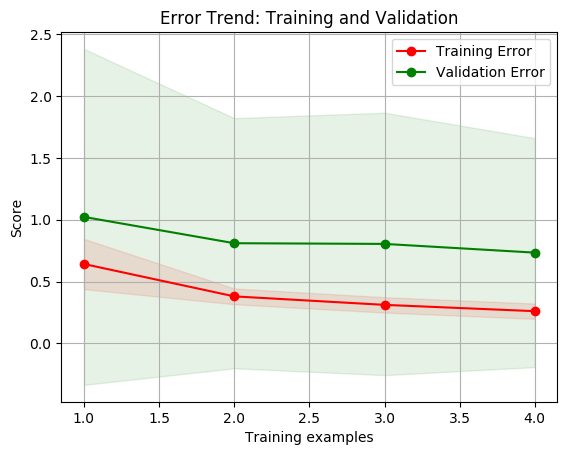 Error Trend: Training and Validation
Training Error
Validation Error
Score
2.5
2.0
1.5
1.0
0.5
0.0
1.0 1.5 2.0 2.5 3.0 3.5 4.0
Training examples